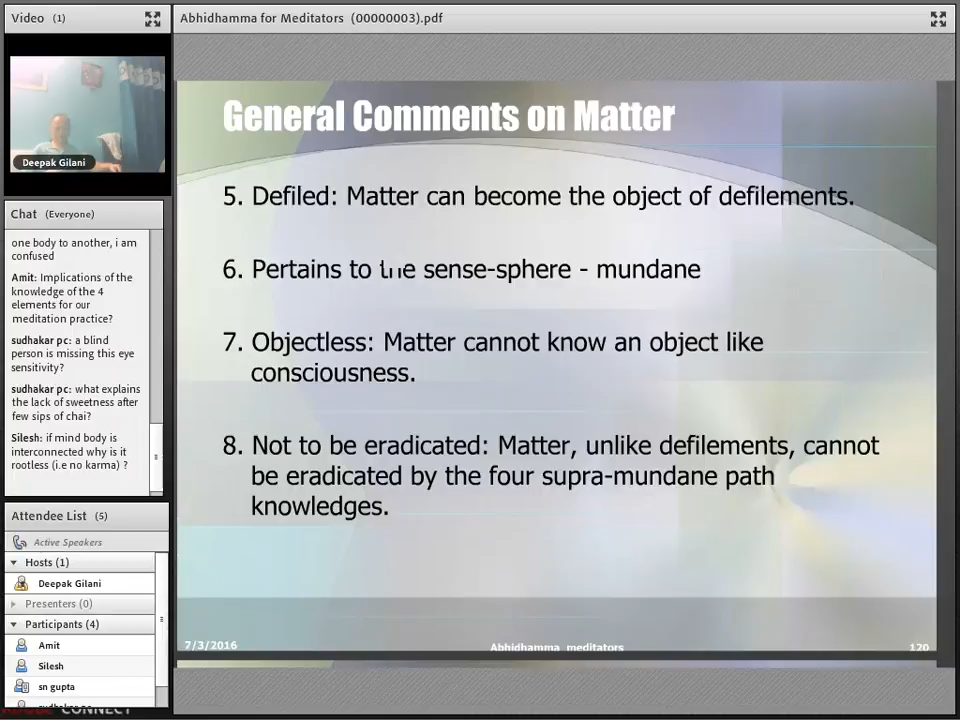 Video (1)
Abhidhamma for Meditators (00000003).pdf
Deepak Gilani
Chat (Everyone)
one body to another, i am
confused
Amit: Implications of the
knowledge of the 4
elements for our
meditation practice?
sudhakar pc: a blind
person is missing this eye
sensitivity?
sudhakar pc: what explains
the lack of sweetness after
few sips of chai?
Silesh: if mind body is
interconnected why is it
rootless (i.e no karma) ?
Attendee List (5)
Active Speakers
Hosts (1)
Deepak Gilani
Presenters (0)
Participants (4)
Amit
Silesh
sn gupta
CONNECT
General Comments on Matter
5. Defiled: Matter can become the object of defilements.
6. Pertains to the sense-sphere - mundane
7. Objectless: Matter cannot know an object like
consciousness.
8. Not to be eradicated: Matter, unlike defilements, cannot
be eradicated by the four supra-mundane path
knowledges.
7/3/2016
Abhidhamma meditators
120